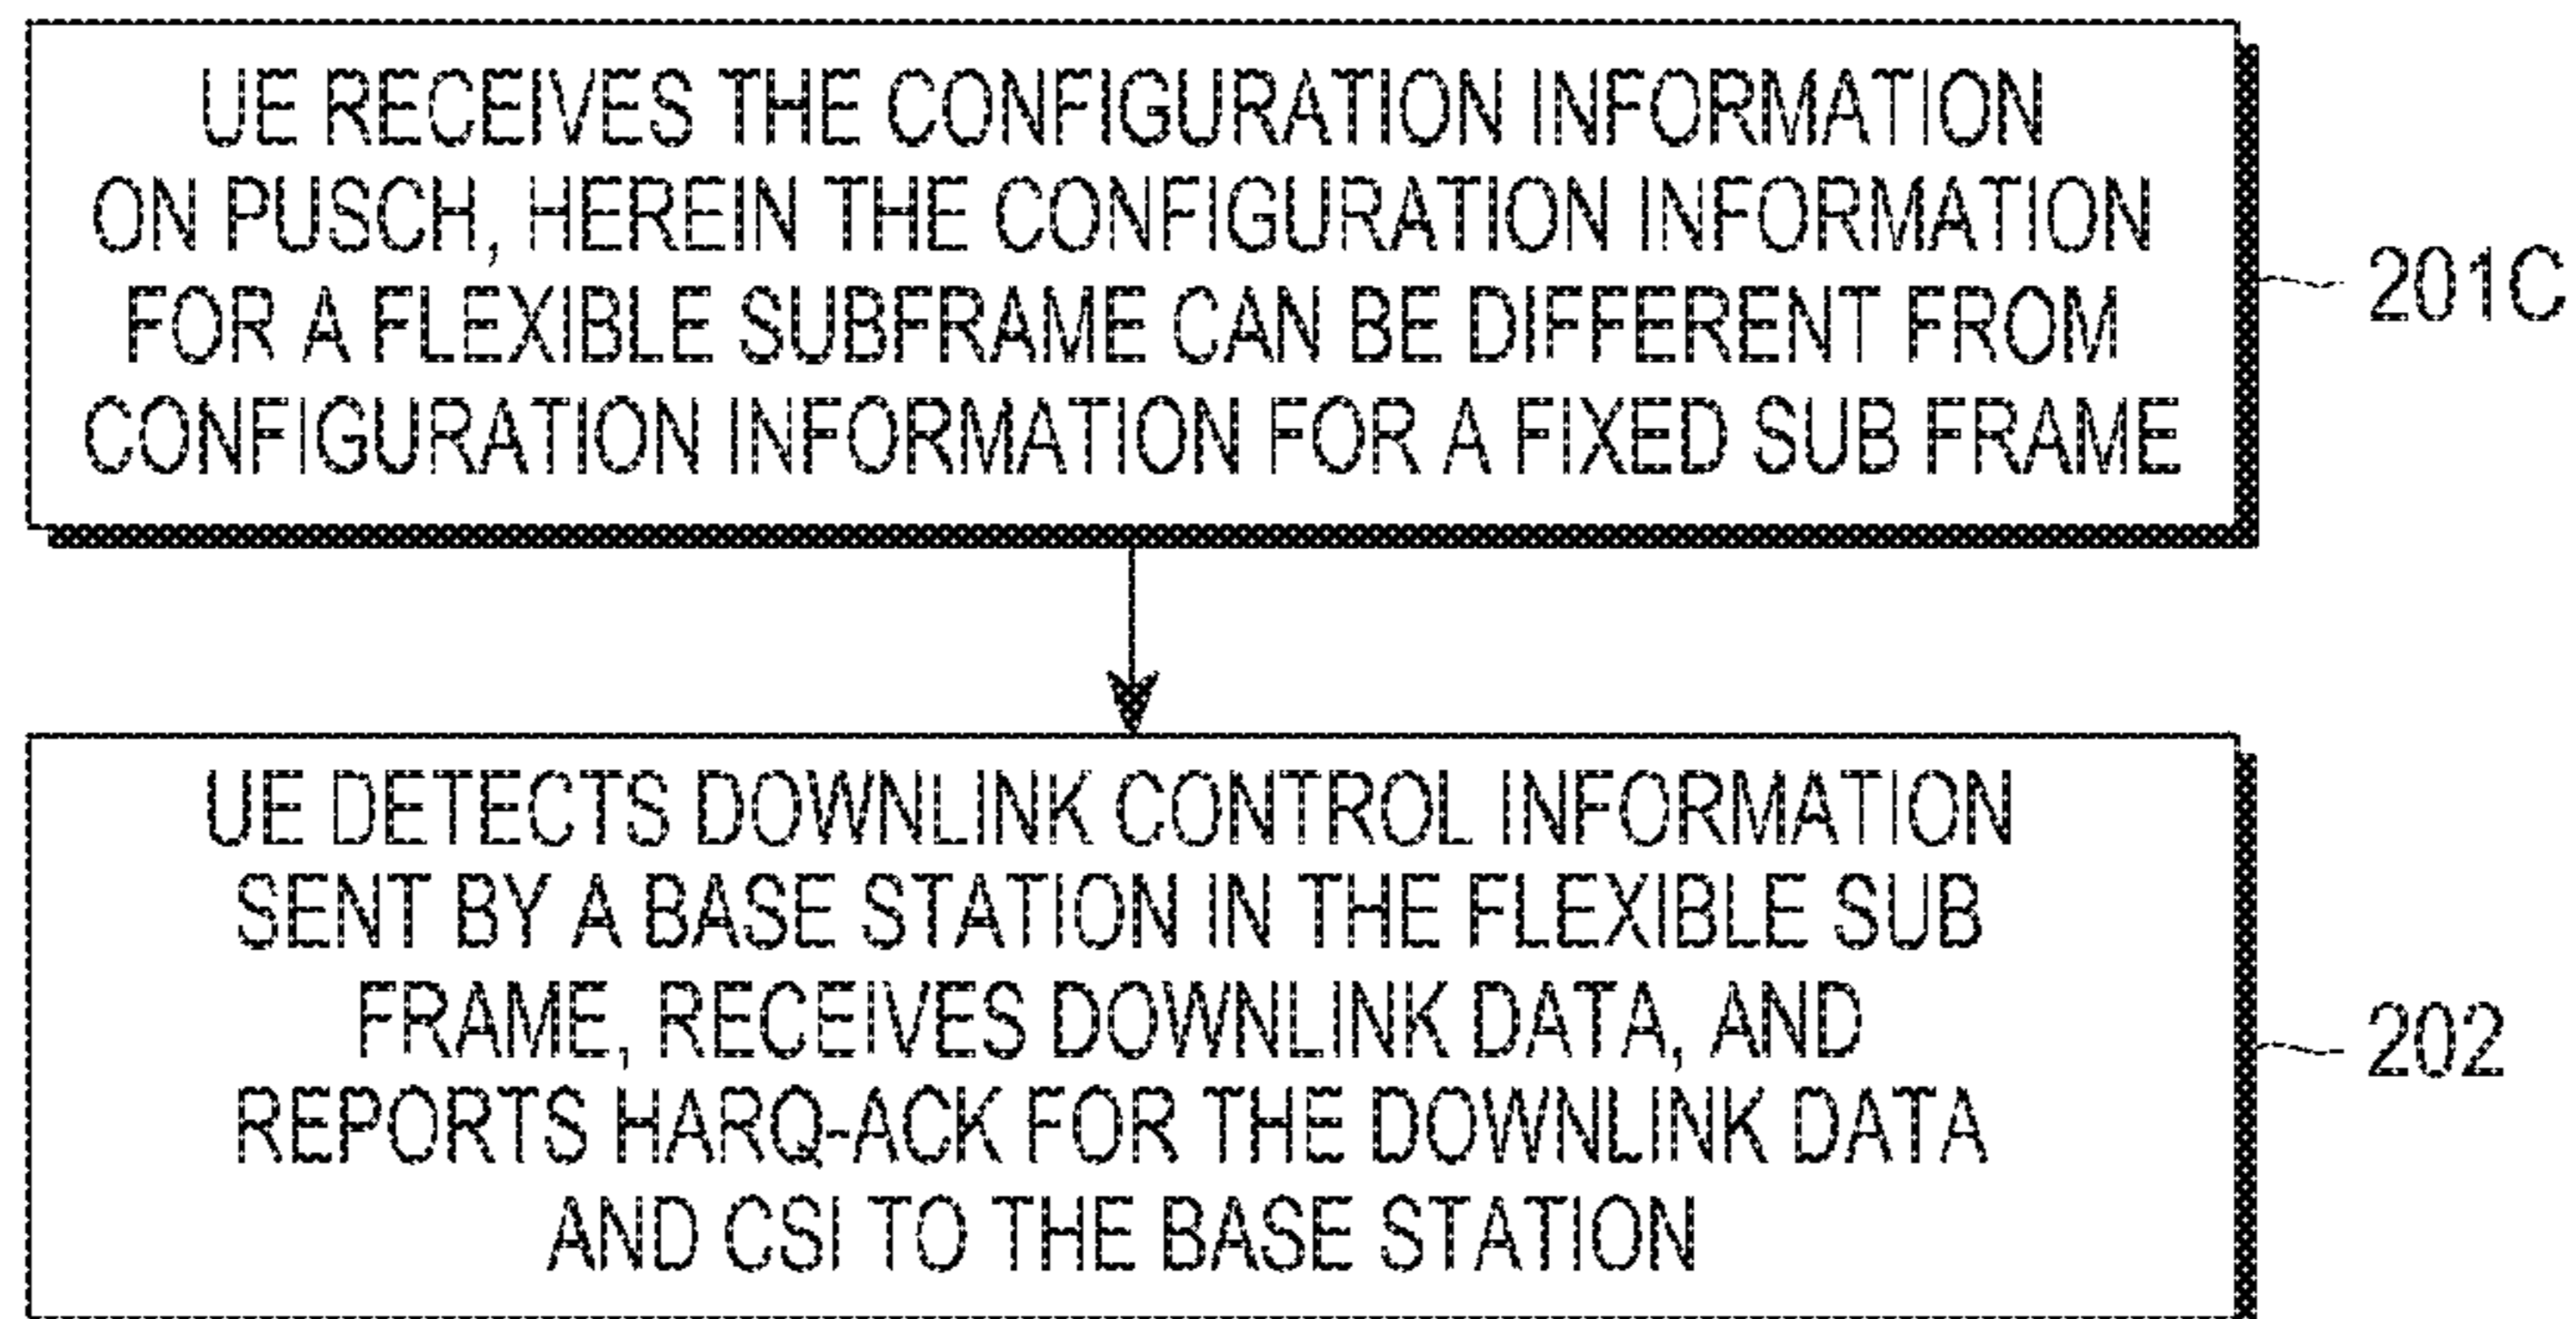 UE RECEIVES THE CONFIGURATION INFORMATION
ON PUSCH, HEREIN THE CONFIGURATION INFORMATION
FOR A FLEXIBLE SUBFRAME CAN BE DIFFERENT FROM
CONFIGURATION INFORMATION FOR A FIXED SUB FRAME
201C
UE DETECTS DOWNLINK CONTROL INFORMATION
SENT BY A BASE STATION IN THE FLEXIBLE SUB
FRAME, RECEIVES DOWNLINK DATA, AND
REPORTS HARQ-ACK FOR THE DOWNLINK DATA
AND CSI TO THE BASE STATION
202